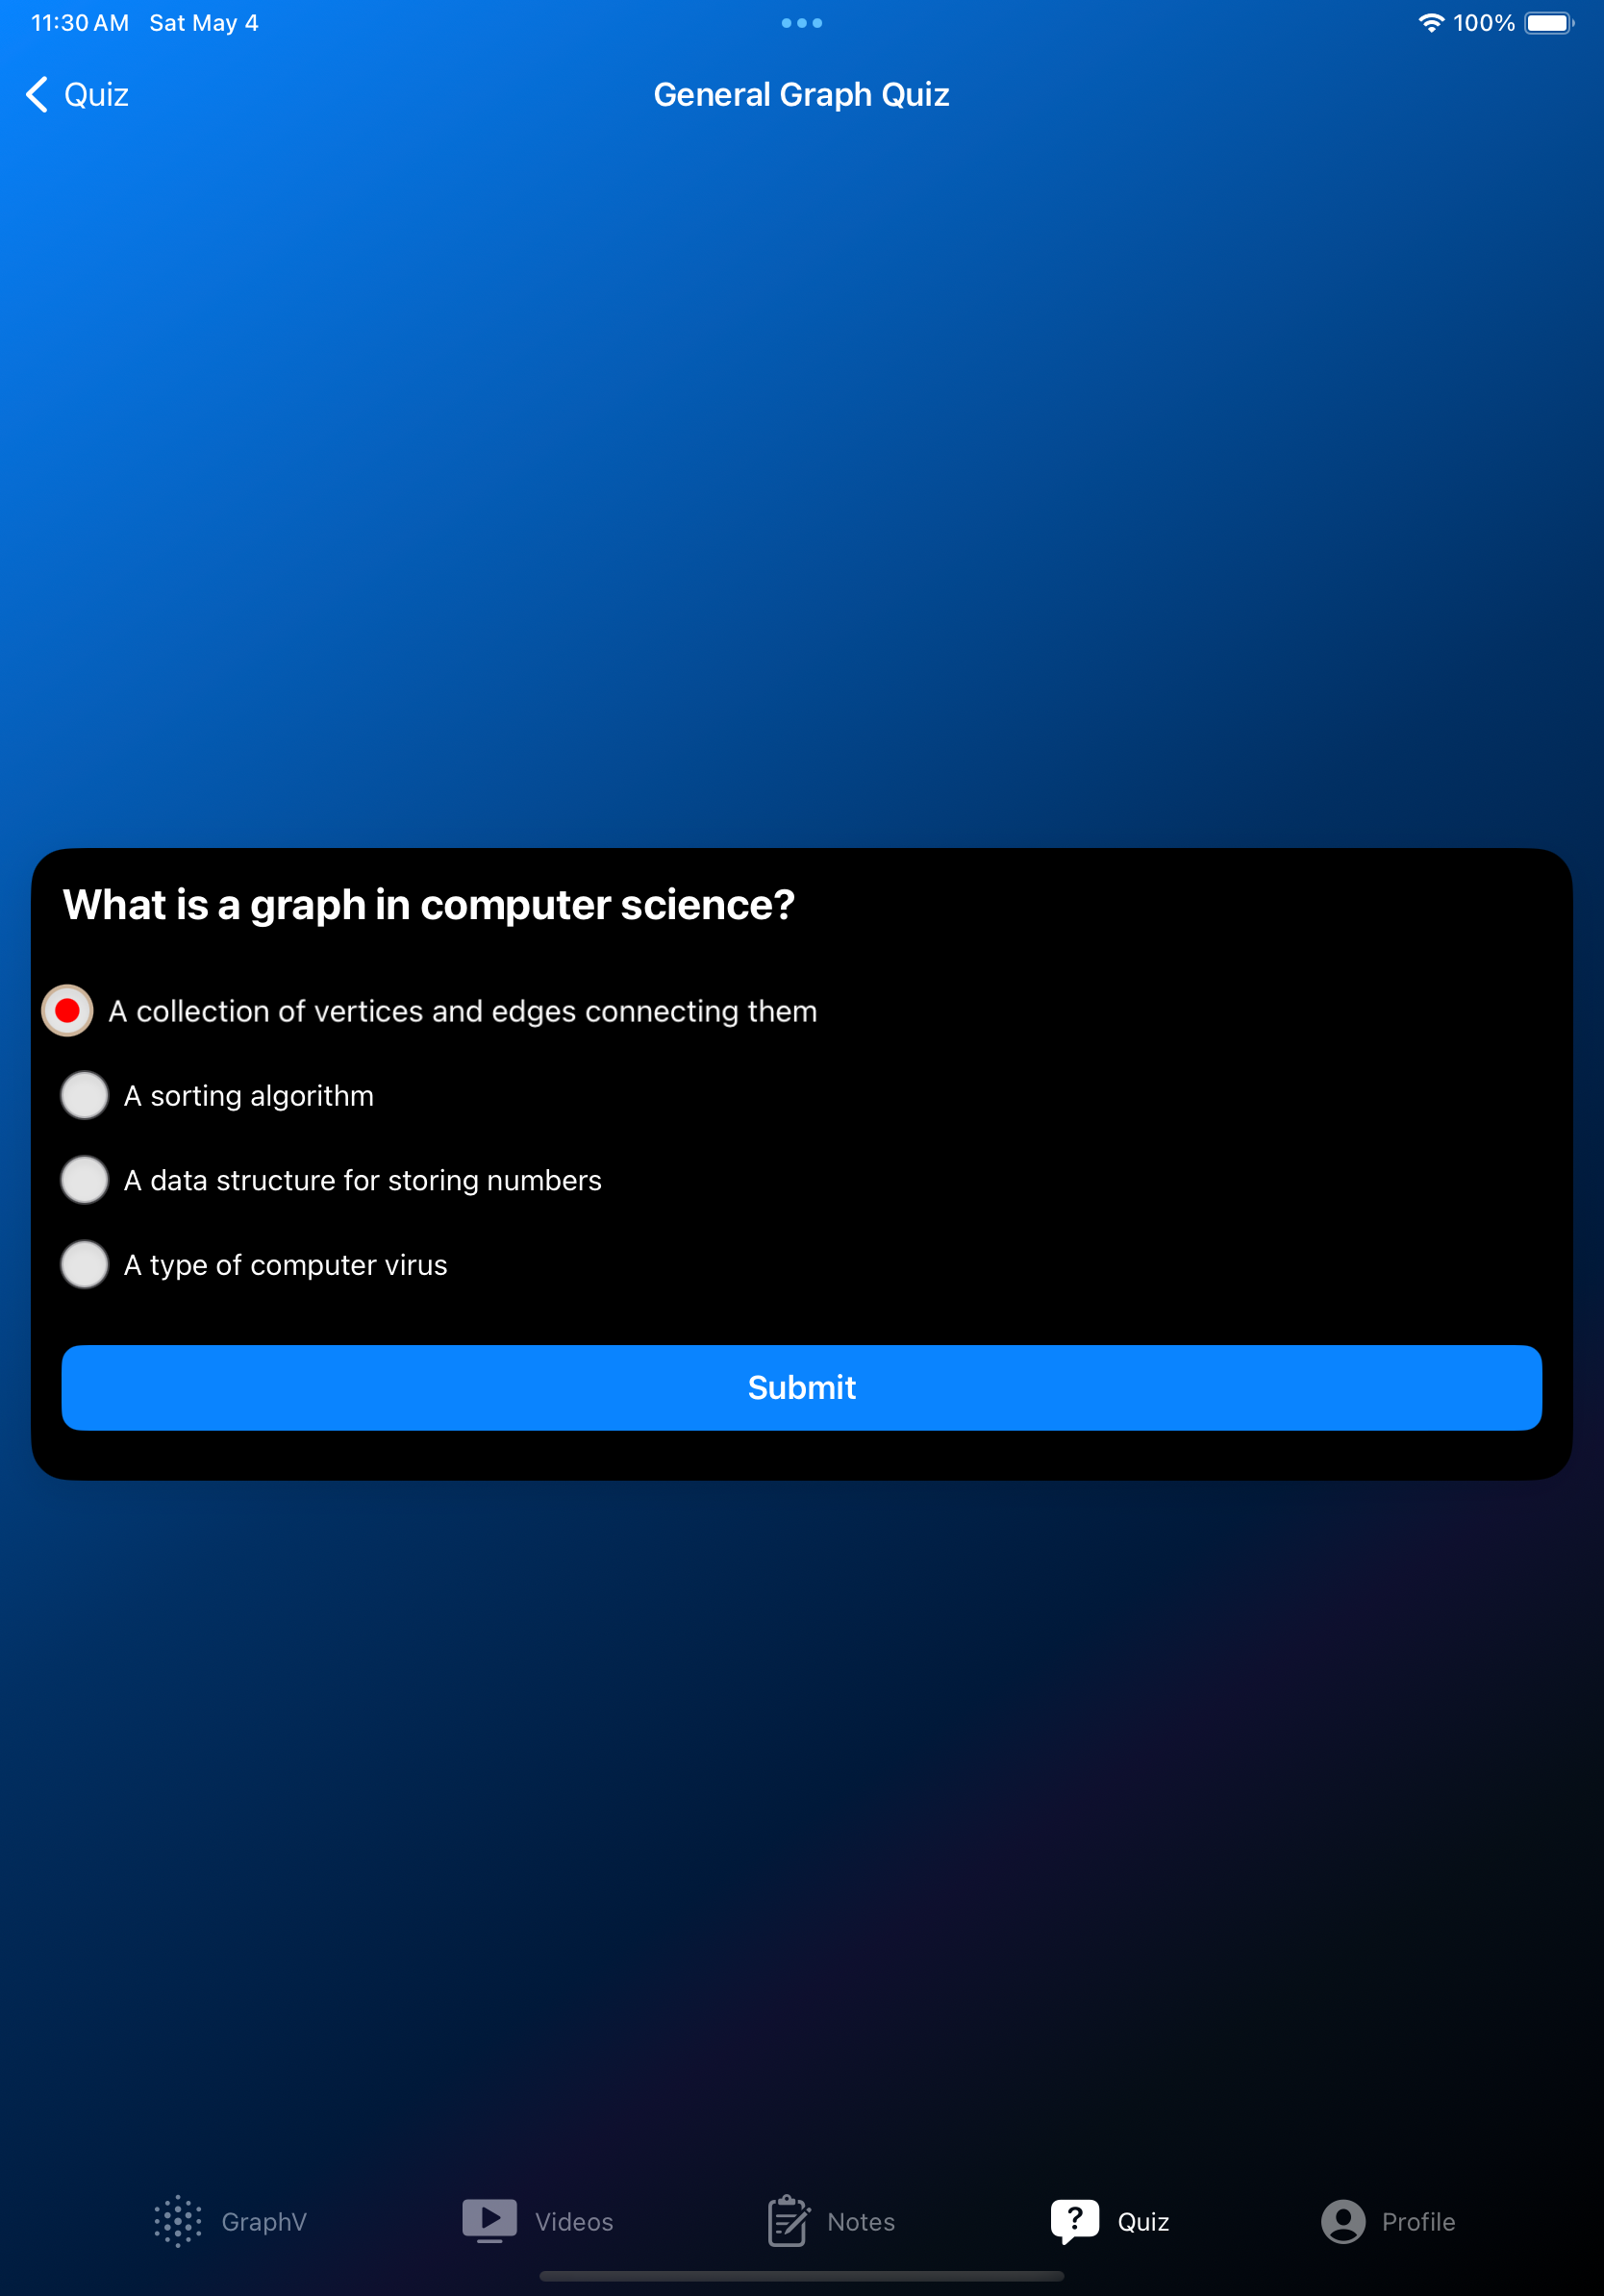 11:30 AM Sat May 4
100%
Quiz
General Graph Quiz
What is a graph in computer science?
A collection of vertices and edges connecting them
A sorting algorithm
A data structure for storing numbers
A type of computer virus
Submit
GraphV
Videos
Notes
Quiz
Profile